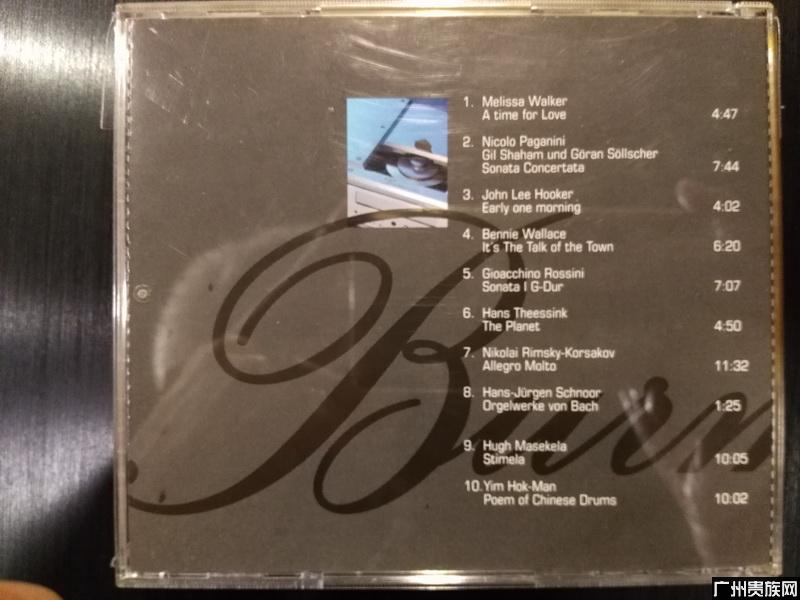 1. Melissa Walker
A time for Love 4:47
2. Nicolo Paganini
Gil Shaham und Göran Söllscher
Sonata Concertata 7:44
3. John Lee Hooker
Early one morning 4:02
4. Bennie Wallace
It's The Talk of the Town 6:20
5. Gioacchino Rossini
Sonata I G-Dur 7:07
6. Hans Theessink
The Planet 4:50
7. Nikolai Rimsky-Korsakov
Allegro Molto 11:32
8. Hans-Jürgen Schnoor
Orgelwerke von Bach 1:25
9. Hugh Masekela
Stimela 10:05
10. Yim Hok-Man
Poem of Chinese Drums 10:02
Burm
广州贵族网